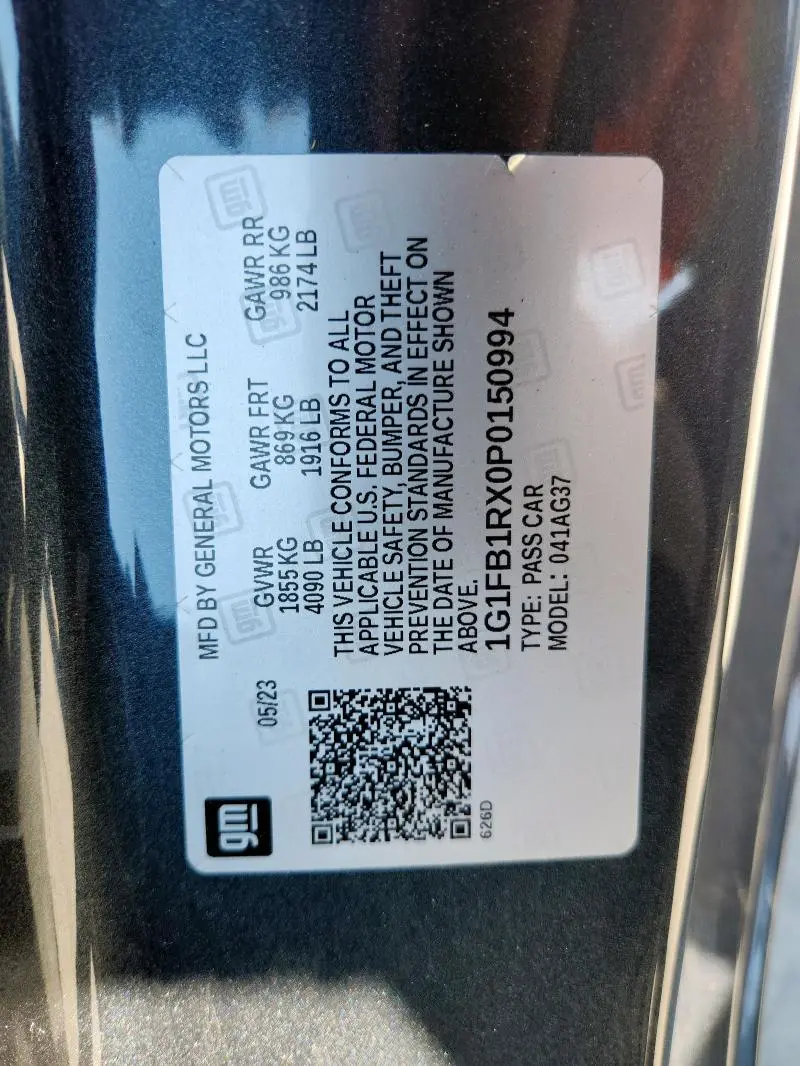 gm
05/23
MFD BY GENERAL MOTORS LLC
GVWR GAWR FRT GAWR RR
1855 KG 869 KG 986 KG
4090 LB 1916 LB 2174 LB
THIS VEHICLE CONFORMS TO ALL
APPLICABLE U.S. FEDERAL MOTOR
VEHICLE SAFETY, BUMPER, AND THEFT
PREVENTION STANDARDS IN EFFECT ON
THE DATE OF MANUFACTURE SHOWN
ABOVE.
1G1FB1RX0P0150994
TYPE: PASS CAR
MODEL: 041AG37
626D